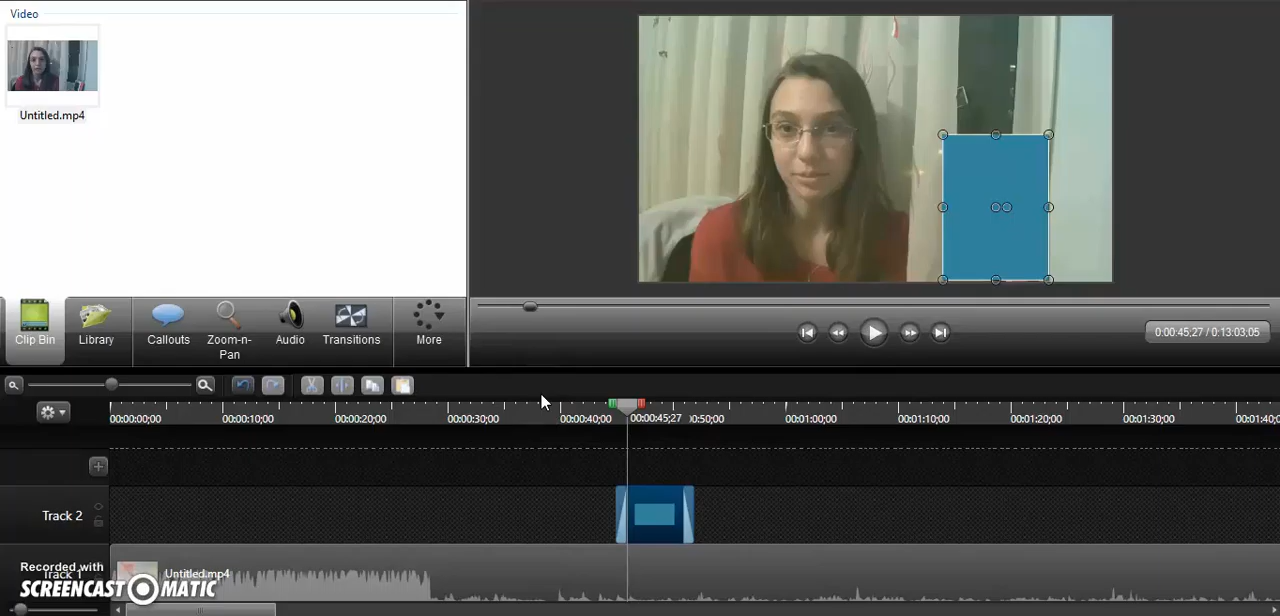 Video
Untitled.mp4
Clip Bin
Library
Callouts
Zoom-n-Pan
Audio
Transitions
More
0:00:45;27 / 0:13:03;05
00:00:00;00
00:00:10;00
00:00:20;00
00:00:30;00
00:00:40;00
00:00:45;27
00:50;00
00:01:00;00
00:01:10;00
00:01:20;00
00:01:30;00
00:01:40;0
Track 2
Track 1
Untitled.mp4
Recorded with
SCREENCAST MATIC